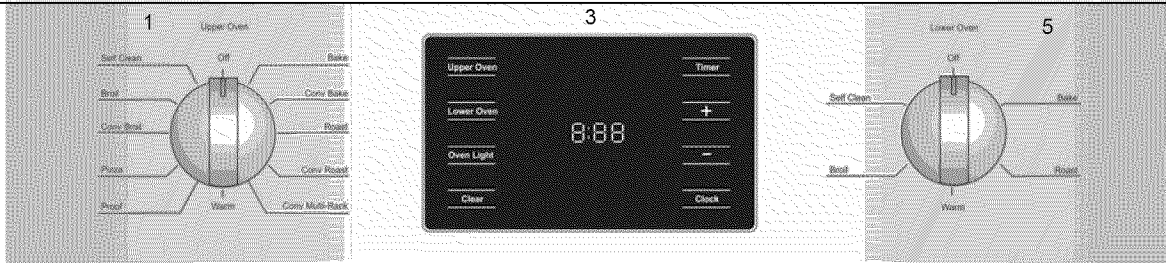 1
Upper Oven
Off
Self Clean
Bake
Broil
Conv Bake
Conv Broil
Roast
Pizza
Conv Roast
Proof
Warm
Conv Multi-Rack
3
Upper Oven
Timer
Lower Oven
+
8:88
Oven Light
-
Clear
Clock
Lower Oven
5
Off
Self Clean
Bake
Broil
Roast
Warm